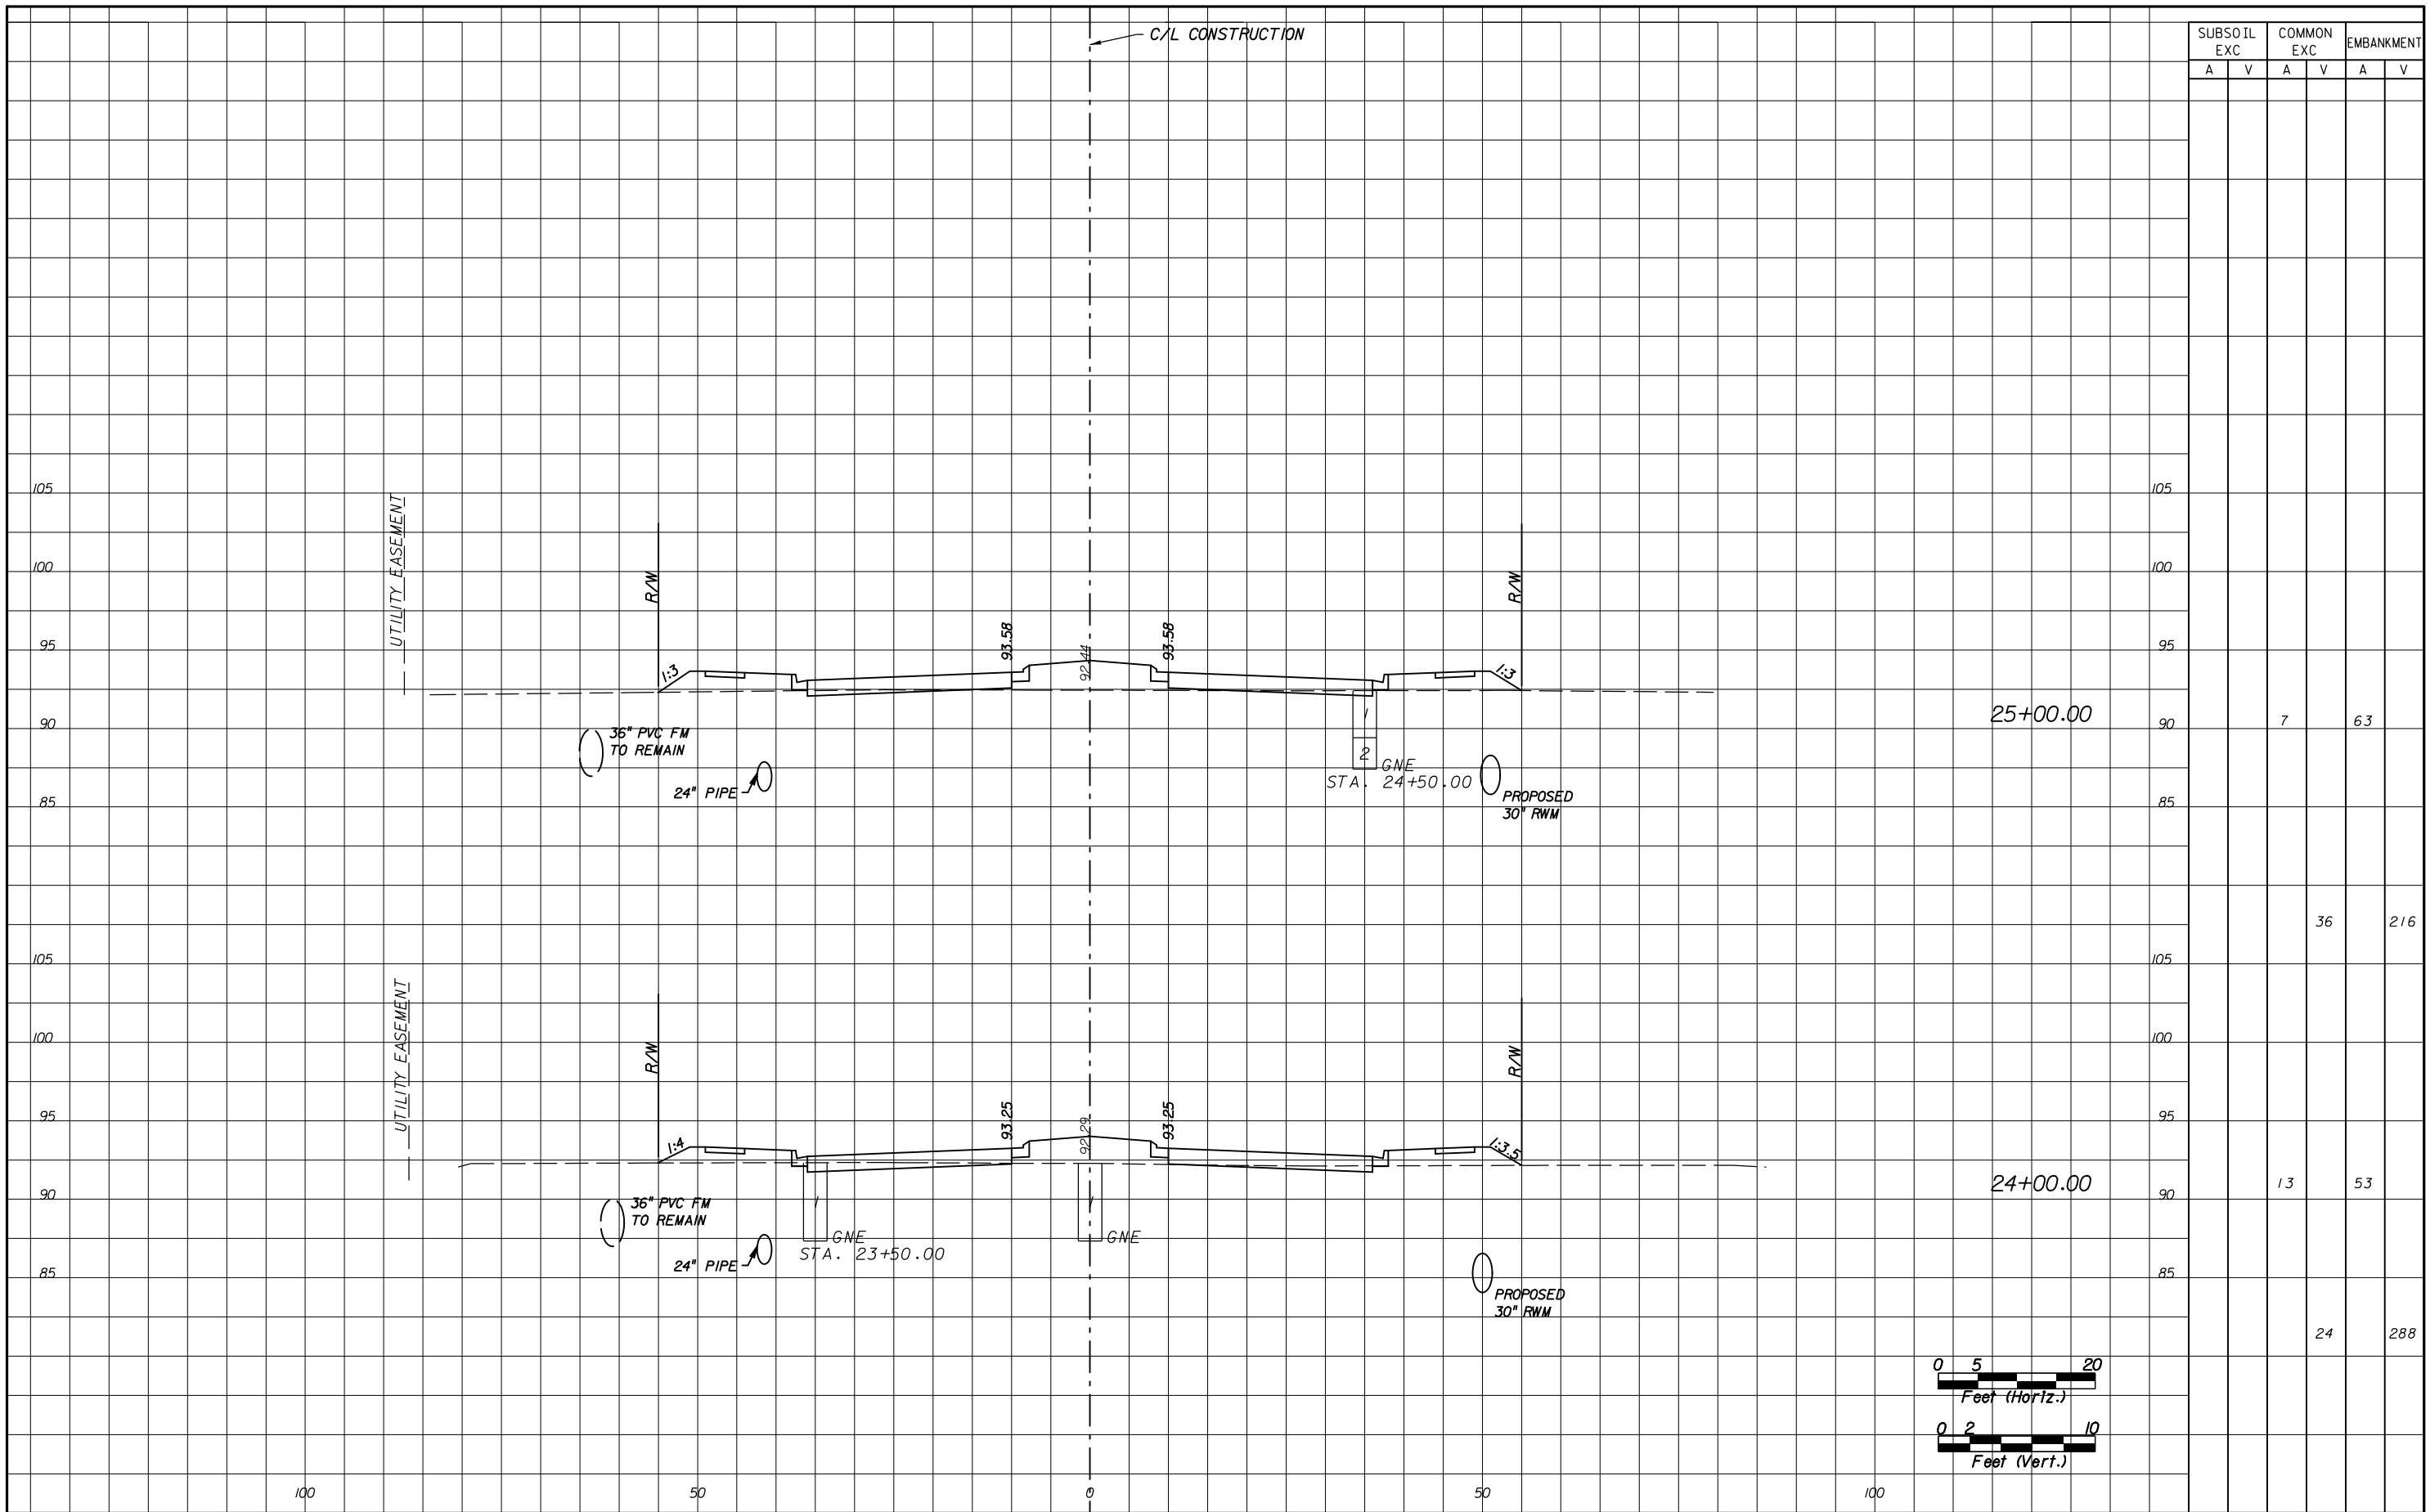 C/L CONSTRUCTION
SUBSOIL EXC
COMMON EXC
EMBANKMENT
A V A V A V
105 105
UTILITY EASEMENT
100 100
R/W R/W
95 95
93.58 92.44 93.58
1:3 1:3
90 90
25+00.00
7 63
36" PVC FM
TO REMAIN
1
2
GNE
STA. 24+50.00
24" PIPE
85 85
PROPOSED
30" RWM
36 216
105 105
UTILITY EASEMENT
100 100
R/W R/W
95 95
93.25 92.29 93.25
1:4 1:3.5
90 90
24+00.00
13 53
36" PVC FM
TO REMAIN
1 1
GNE GNE
STA. 23+50.00
24" PIPE
85 85
PROPOSED
30" RWM
24 288
0 5 20
Feet (Horiz.)
0 2 10
Feet (Vert.)
100 50 0 50 100